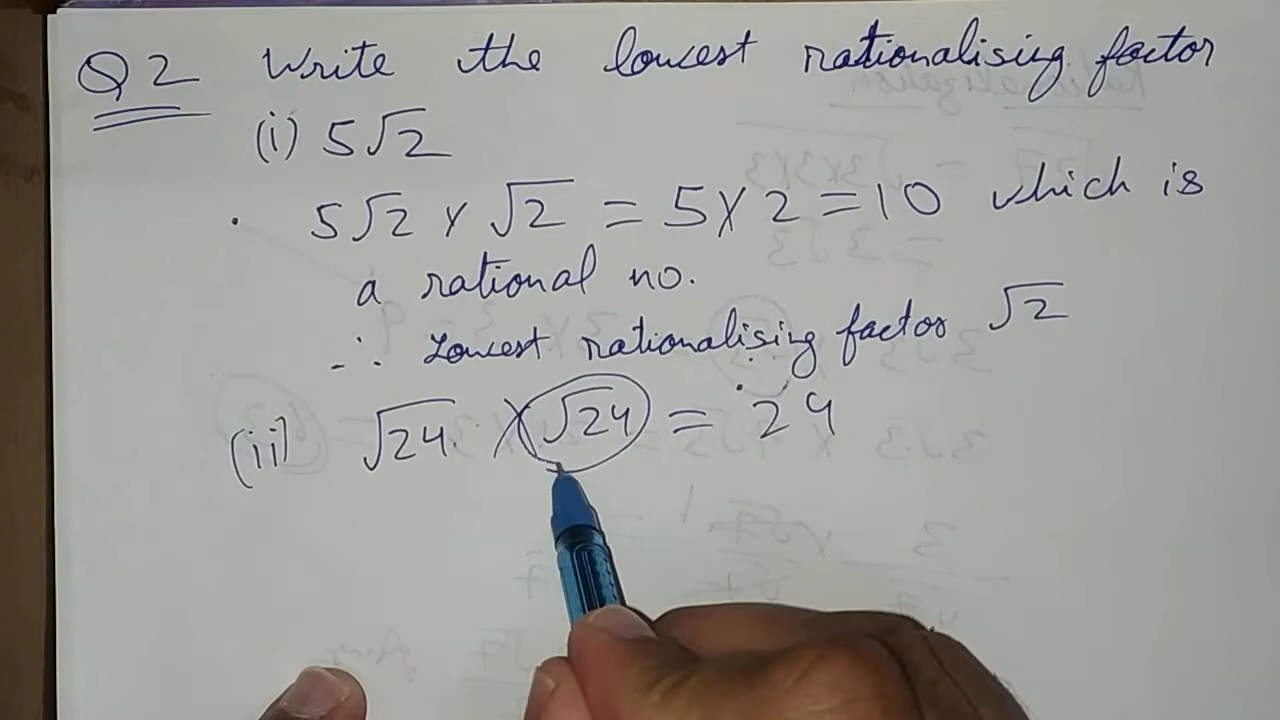 Q2 Write the lowest rationalising factor
(i) 5√2
5√2 × √2 = 5×2 = 10 which is
a rational no.
∴ Lowest rationalising factor √2
(ii) √24 × √24 = 24